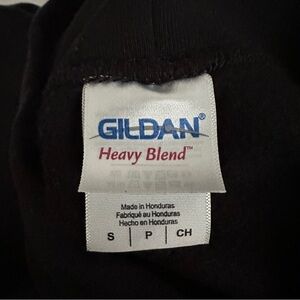 GILDAN®
Heavy Blend™
Made in Honduras
Fabriqué au Honduras
Hecho en Honduras
S | P | CH